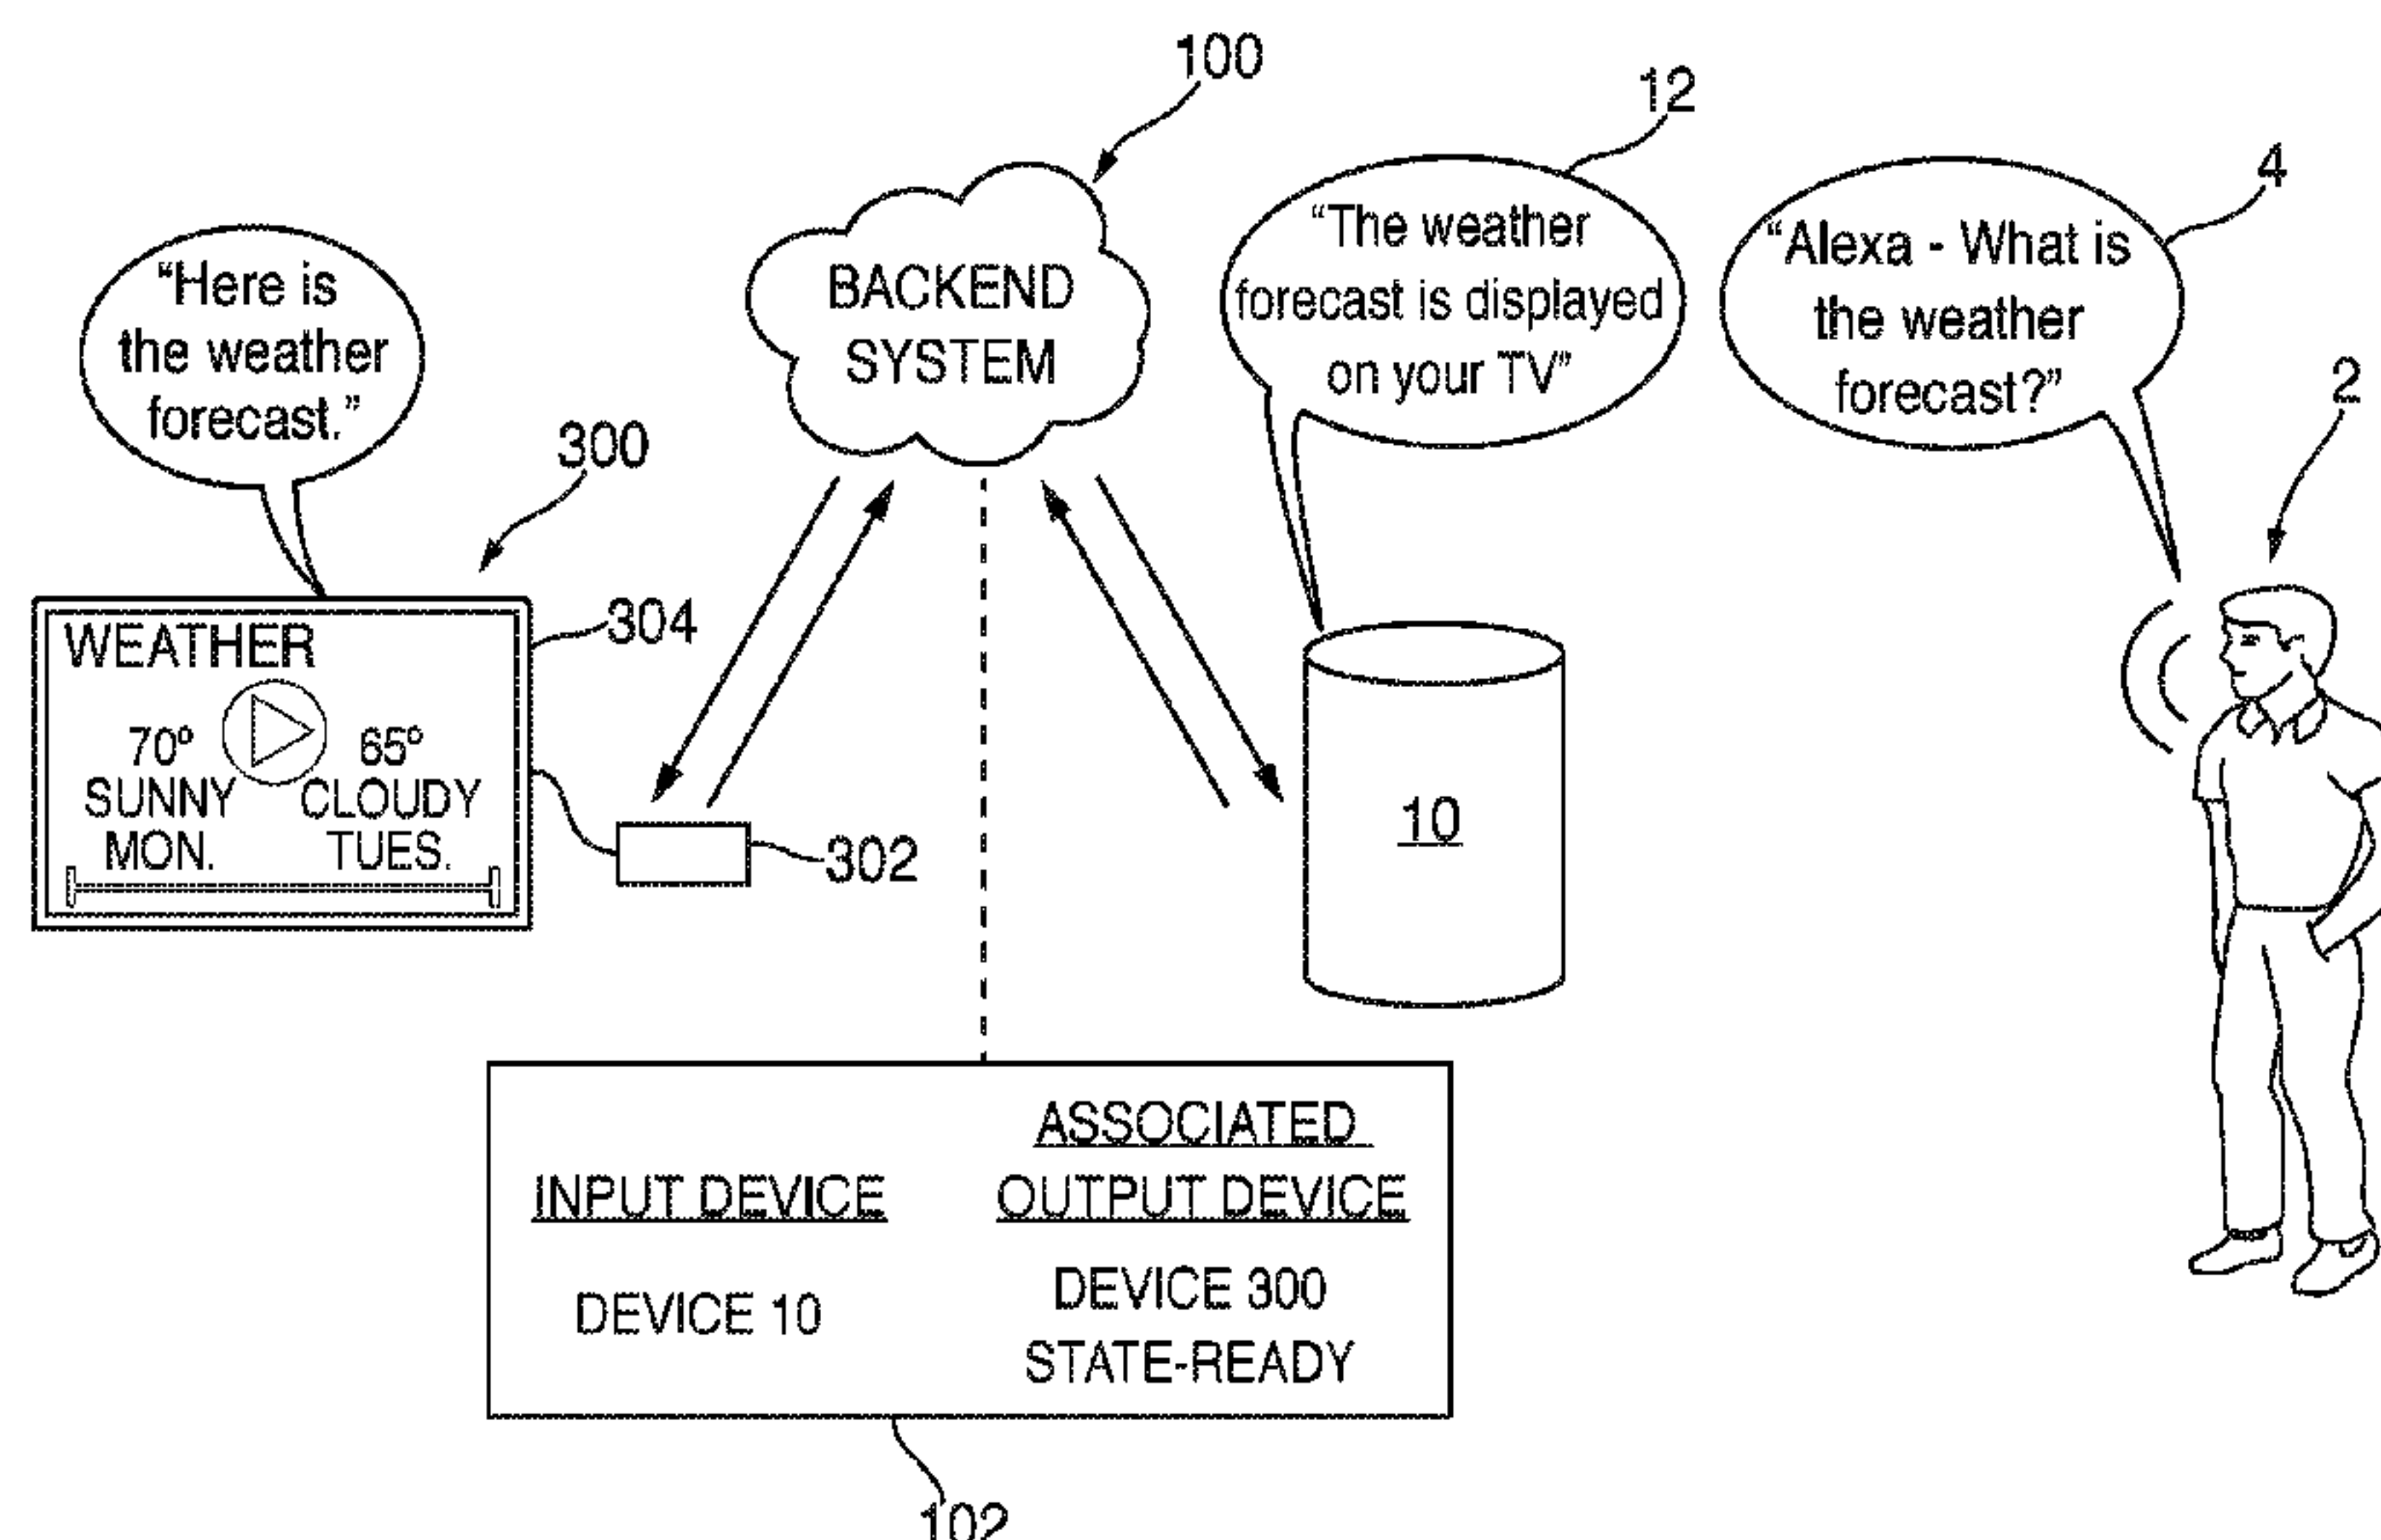 100
12
4
"Here is
the weather
forecast."
300
BACKEND
SYSTEM
"The weather
forecast is displayed
on your TV"
"Alexa - What is
the weather
forecast?"
2
WEATHER
70º 65º
SUNNY CLOUDY
MON. TUES.
304
302
10
INPUT DEVICE
DEVICE 10
ASSOCIATED
OUTPUT DEVICE
DEVICE 300
STATE-READY
102